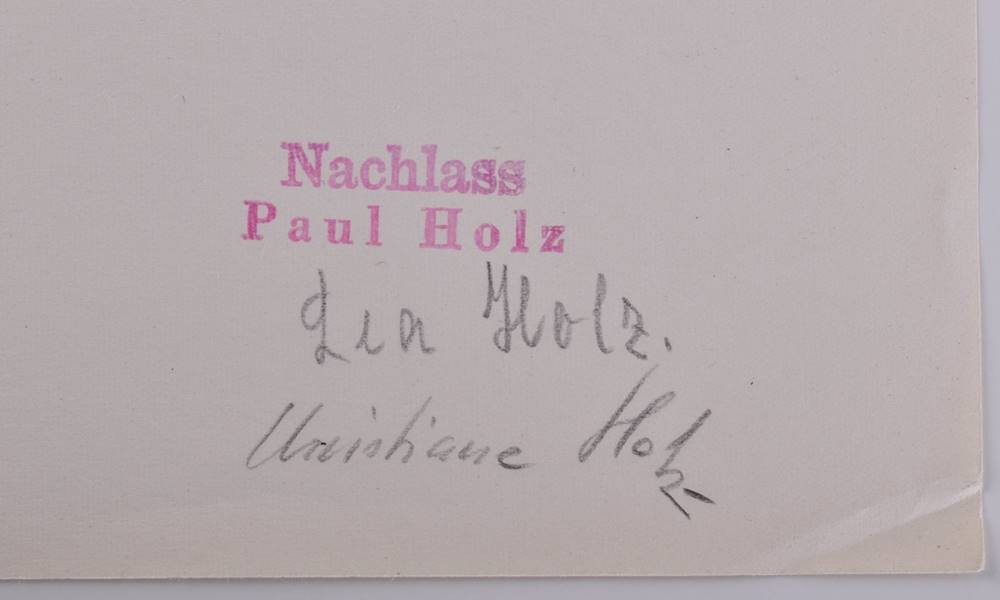 Nachlass
Paul Holz
Lia Holz.
Christiane Holz